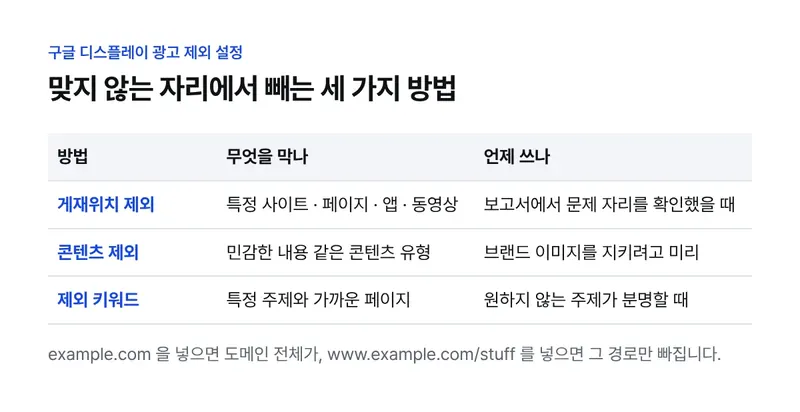 구글 디스플레이 광고 제외 설정
맞지 않는 자리에서 빼는 세 가지 방법
방법 무엇을 막나 언제 쓰나
게재위치 제외 특정 사이트 · 페이지 · 앱 · 동영상 보고서에서 문제 자리를 확인했을 때
콘텐츠 제외 민감한 내용 같은 콘텐츠 유형 브랜드 이미지를 지키려고 미리
제외 키워드 특정 주제와 가까운 페이지 원하지 않는 주제가 분명할 때
example.com 을 넣으면 도메인 전체가, www.example.com/stuff 를 넣으면 그 경로만 빠집니다.